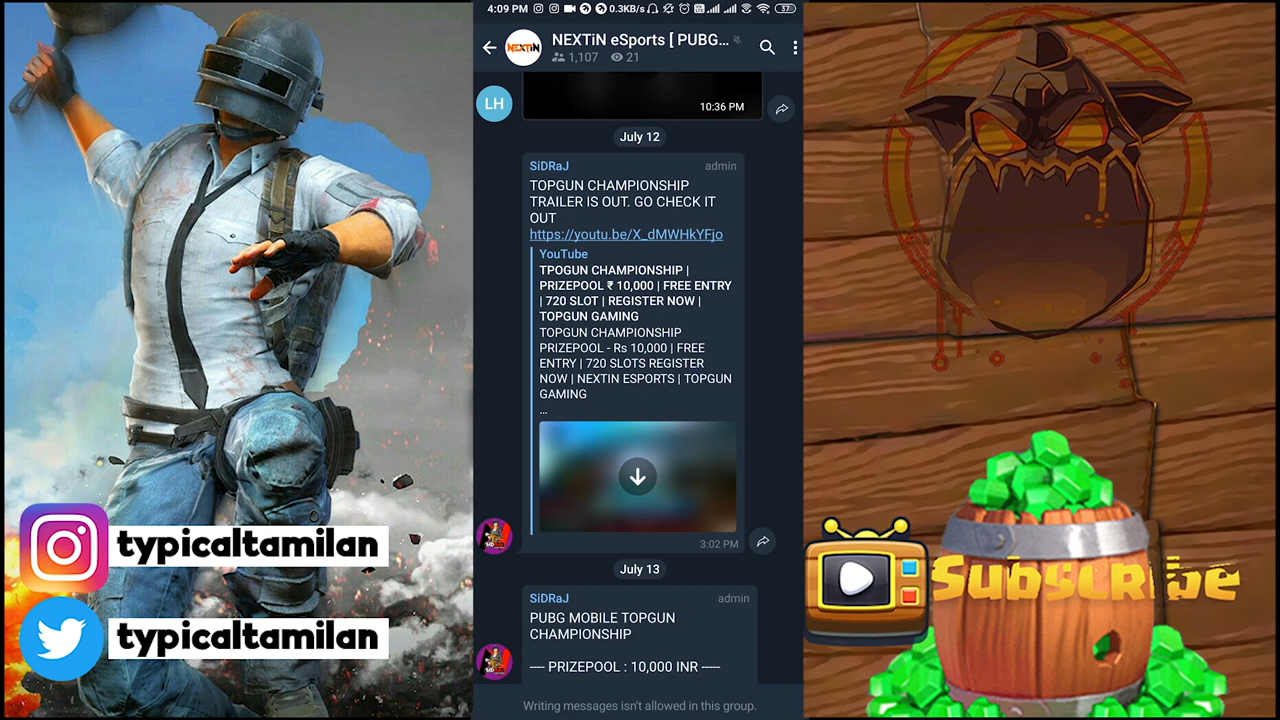 4:09 PM 0.3KB/s 37
NEXTiN eSports [ PUBG...
1,107 21
NEXTiN
LH
10:36 PM
July 12
SiDRaJ admin
TOPGUN CHAMPIONSHIP
TRAILER IS OUT. GO CHECK IT
OUT
https://youtu.be/X_dMWHkYFjo
YouTube
TPOGUN CHAMPIONSHIP |
PRIZEPOOL ₹ 10,000 | FREE ENTRY
| 720 SLOT | REGISTER NOW |
TOPGUN GAMING
TOPGUN CHAMPIONSHIP
PRIZEPOOL - Rs 10,000 | FREE
ENTRY | 720 SLOTS REGISTER
NOW | NEXTIN ESPORTS | TOPGUN
GAMING
...
3:02 PM
July 13
SiDRaJ admin
PUBG MOBILE TOPGUN
CHAMPIONSHIP
---- PRIZEPOOL : 10,000 INR -----
Writing messages isn't allowed in this group.
typicaltamilan
typicaltamilan
Subscribe